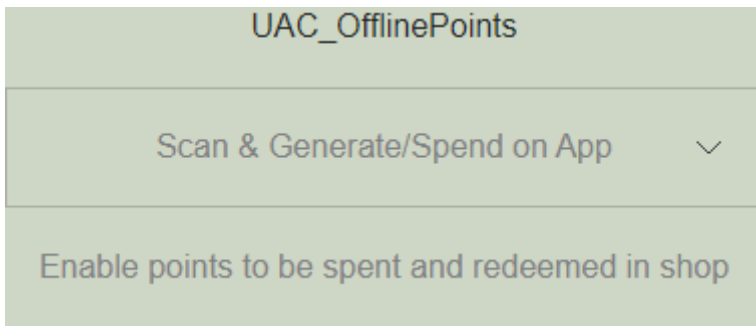 UAC_OfflinePoints
Scan & Generate/Spend on App
Enable points to be spent and redeemed in shop